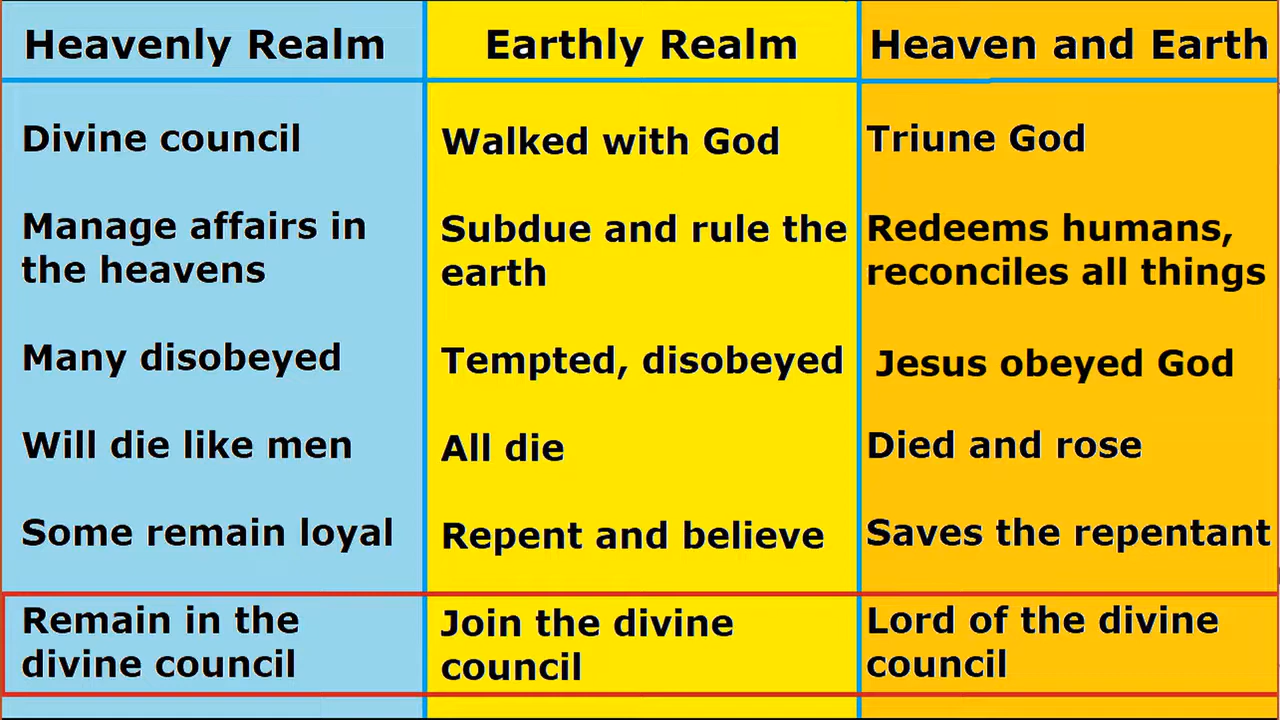 Heavenly Realm
Earthly Realm
Heaven and Earth
Divine council
Walked with God
Triune God
Manage affairs in
the heavens
Subdue and rule the
earth
Redeems humans,
reconciles all things
Many disobeyed
Tempted, disobeyed
Jesus obeyed God
Will die like men
All die
Died and rose
Some remain loyal
Repent and believe
Saves the repentant
Remain in the
divine council
Join the divine
council
Lord of the divine
council